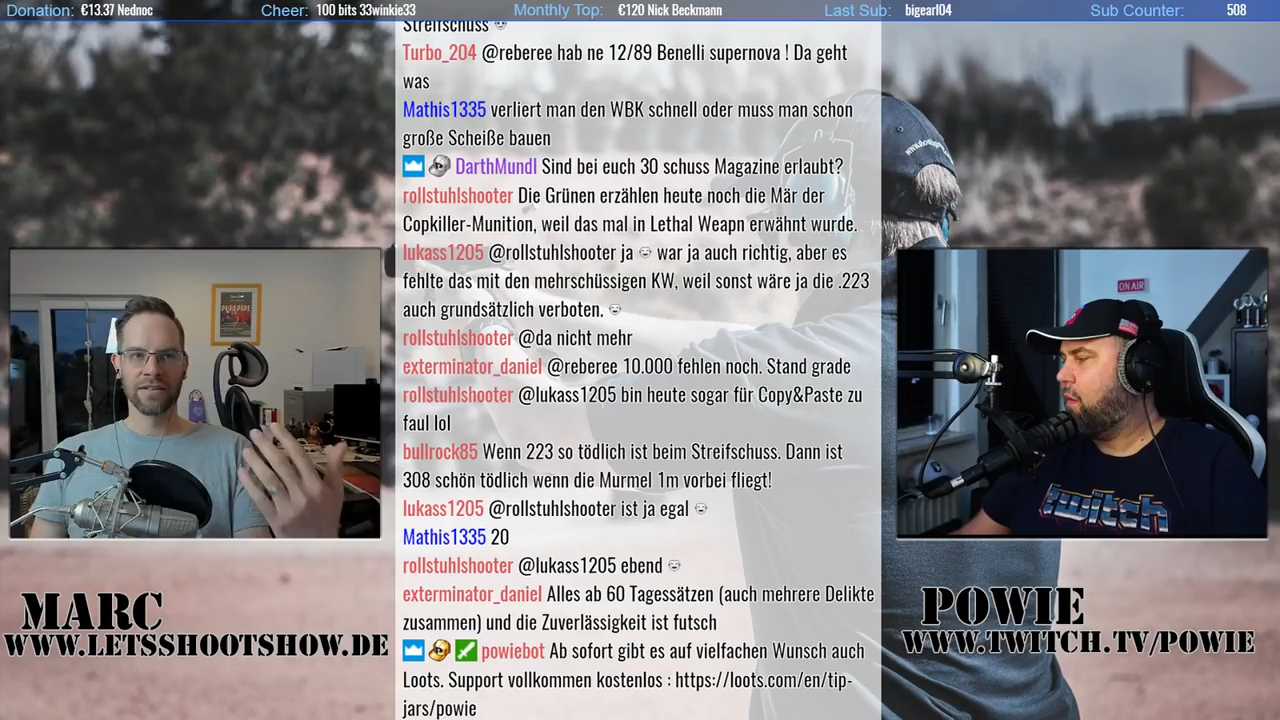 Donation: €13.37 Nednoc Cheer: 100 bits 33winkie33 Monthly Top: €120 Nick Beckmann Last Sub: bigearl04 Sub Counter: 508
Streifschuss
Turbo_204 @reberee hab ne 12/89 Benelli supernova ! Da geht
was
Mathis1335 verliert man den WBK schnell oder muss man schon
große Scheiße bauen
DarthMundl Sind bei euch 30 schuss Magazine erlaubt?
rollstuhlshooter Die Grünen erzählen heute noch die Mär der
Copkiller-Munition, weil das mal in Lethal Weapn erwähnt wurde.
lukass1205 @rollstuhlshooter ja war ja auch richtig, aber es
fehlte das mit den mehrschüssigen KW, weil sonst wäre ja die .223
auch grundsätzlich verboten.
rollstuhlshooter @da nicht mehr
exterminator_daniel @reberee 10.000 fehlen noch. Stand grade
rollstuhlshooter @lukass1205 bin heute sogar für Copy&Paste zu
faul lol
bullrock85 Wenn 223 so tödlich ist beim Streifschuss. Dann ist
308 schön tödlich wenn die Murmel 1m vorbei fliegt!
lukass1205 @rollstuhlshooter ist ja egal
Mathis1335 20
rollstuhlshooter @lukass1205 ebend
exterminator_daniel Alles ab 60 Tagessätzen (auch mehrere Delikte
zusammen) und die Zuverlässigkeit ist futsch
powiebot Ab sofort gibt es auf vielfachen Wunsch auch
Loots. Support vollkommen kostenlos : https://loots.com/en/tip-
jars/powie
MARC
WWW.LETSSHOOTSHOW.DE
ON AIR
twitch
POWIE
WWW.TWITCH.TV/POWIE